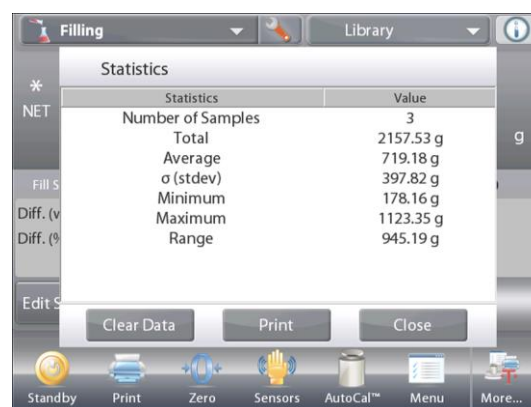 Filling
Library
Statistics
*
NET
g
Statistics Value
Number of Samples 3
Total 2157.53 g
Average 719.18 g
σ (stdev) 397.82 g
Minimum 178.16 g
Maximum 1123.35 g
Range 945.19 g
Fill S
Diff. (v
Diff. (%
Edit S
Clear Data Print Close
Standby Print Zero Sensors AutoCal™ Menu More...